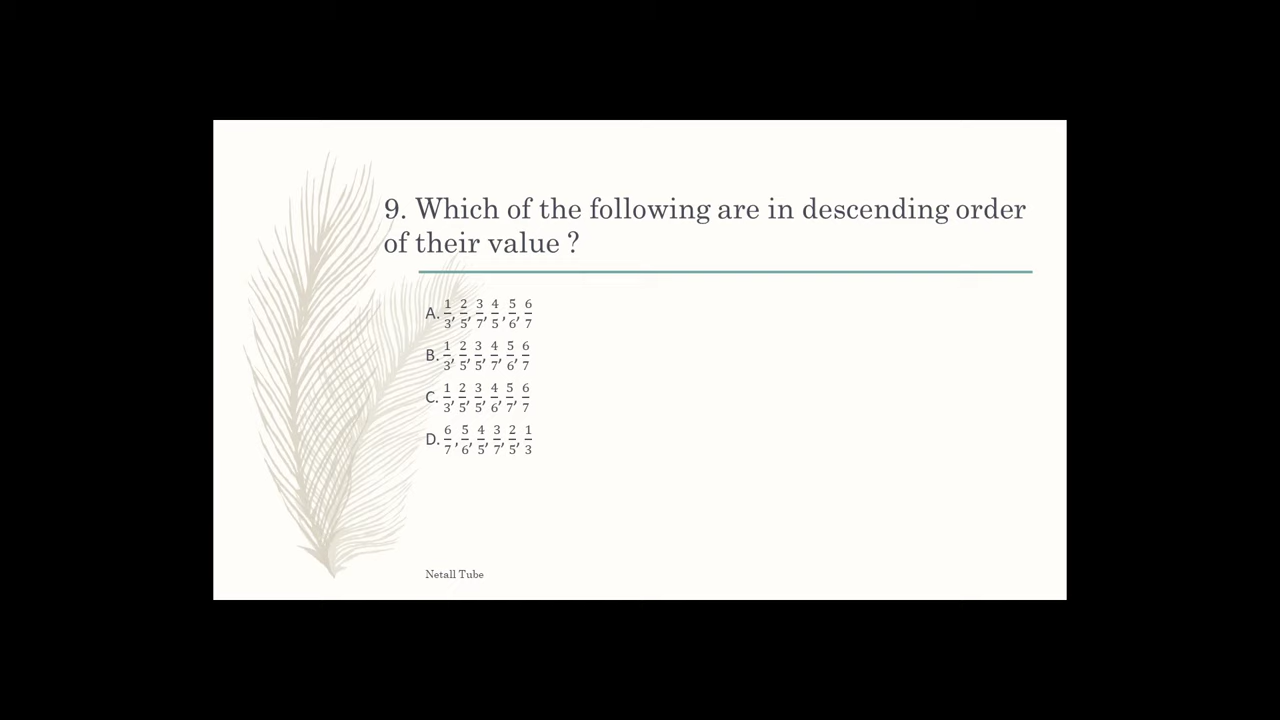 9. Which of the following are in descending order
of their value ?
A. 1/3, 2/5, 3/7, 4/5, 5/6, 6/7
B. 1/3, 2/5, 3/5, 4/7, 5/6, 6/7
C. 1/3, 2/5, 3/5, 4/6, 5/7, 6/7
D. 6/7, 5/6, 4/5, 3/7, 2/5, 1/3
Netall Tube